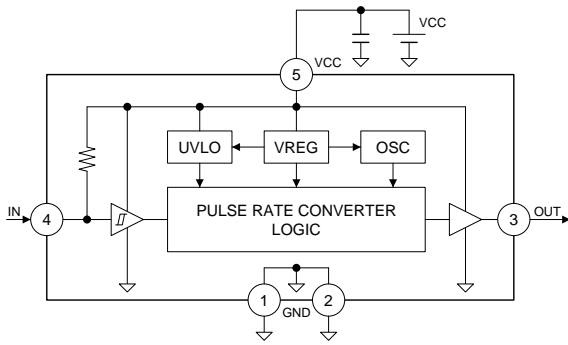 VCC
5
VCC
UVLO
VREG
OSC
IN
4
PULSE RATE CONVERTER
LOGIC
3
OUT
1
GND
2